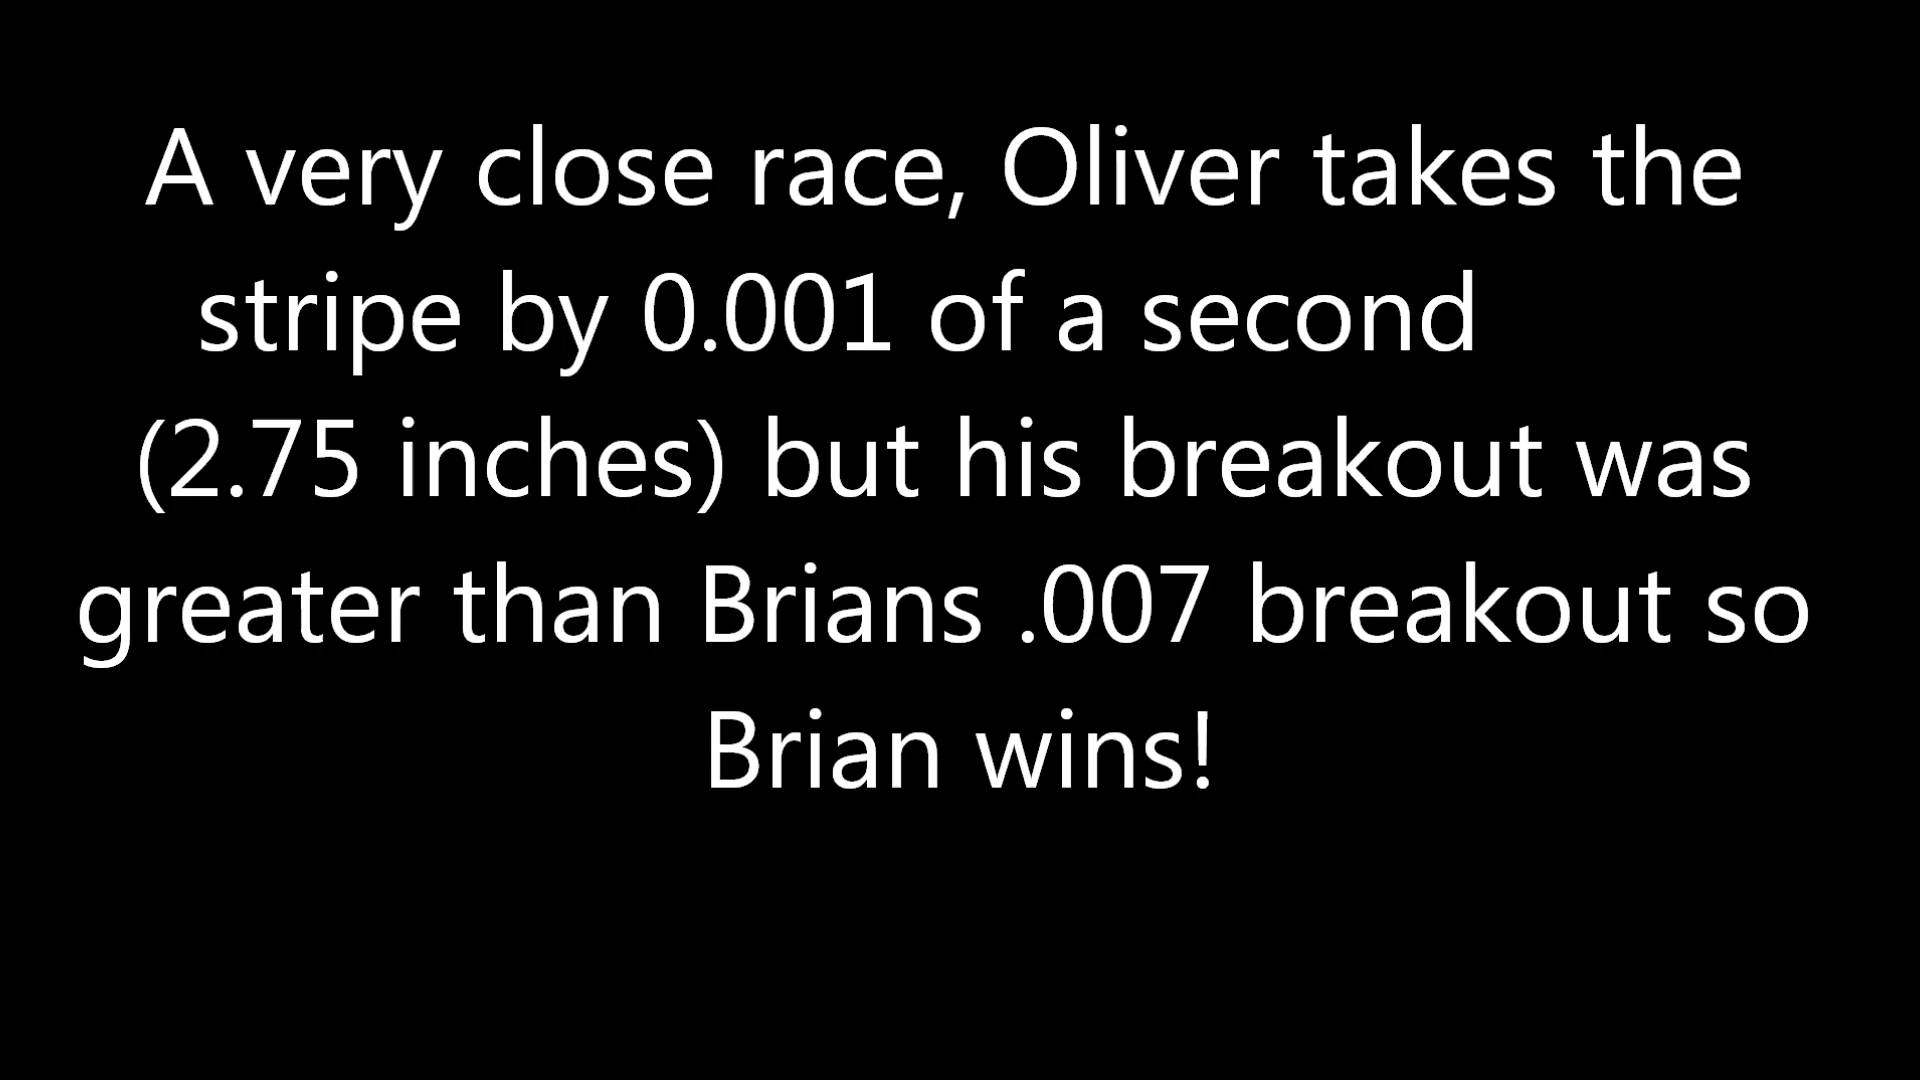 A very close race, Oliver takes the
stripe by 0.001 of a second
(2.75 inches) but his breakout was
greater than Brians .007 breakout so
Brian wins!